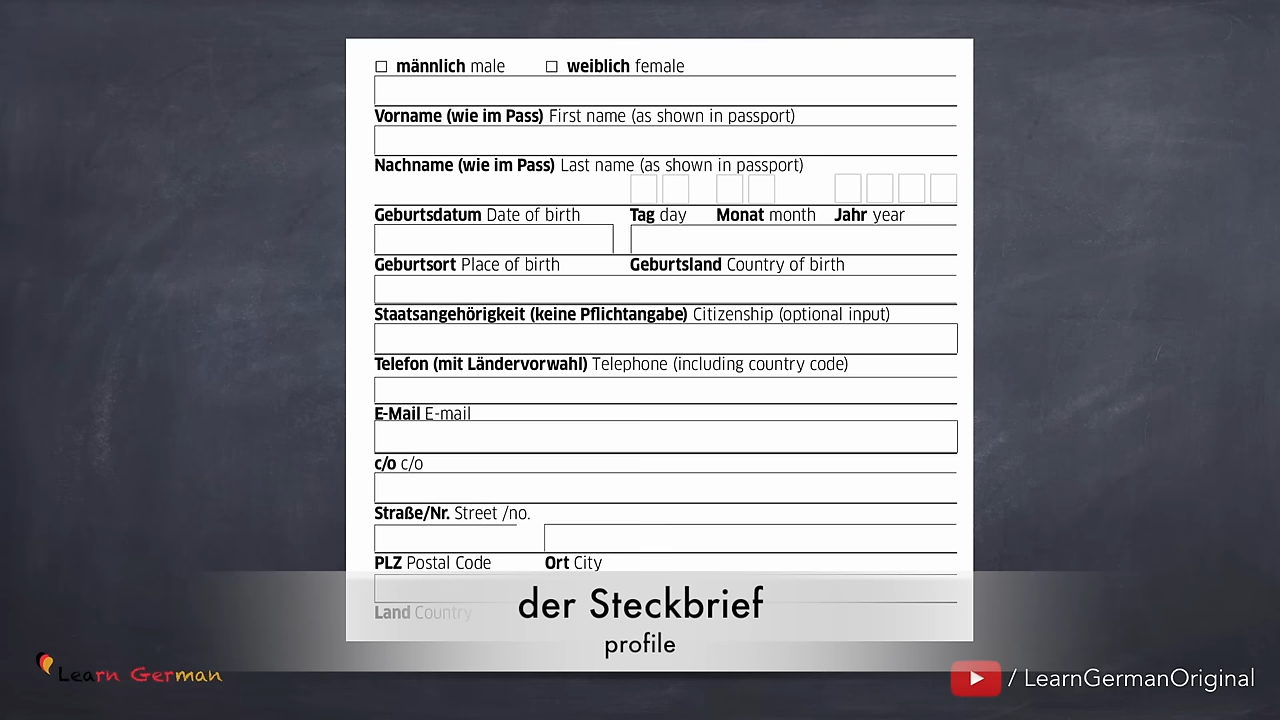 ☐ männlich male ☐ weiblich female
Vorname (wie im Pass) First name (as shown in passport)
Nachname (wie im Pass) Last name (as shown in passport)
Geburtsdatum Date of birth Tag day Monat month Jahr year
Geburtsort Place of birth Geburtsland Country of birth
Staatsangehörigkeit (keine Pflichtangabe) Citizenship (optional input)
Telefon (mit Ländervorwahl) Telephone (including country code)
E-Mail E-mail
c/o c/o
Straße/Nr. Street /no.
PLZ Postal Code Ort City
Land Country
der Steckbrief
profile
Learn German
/ LearnGermanOriginal